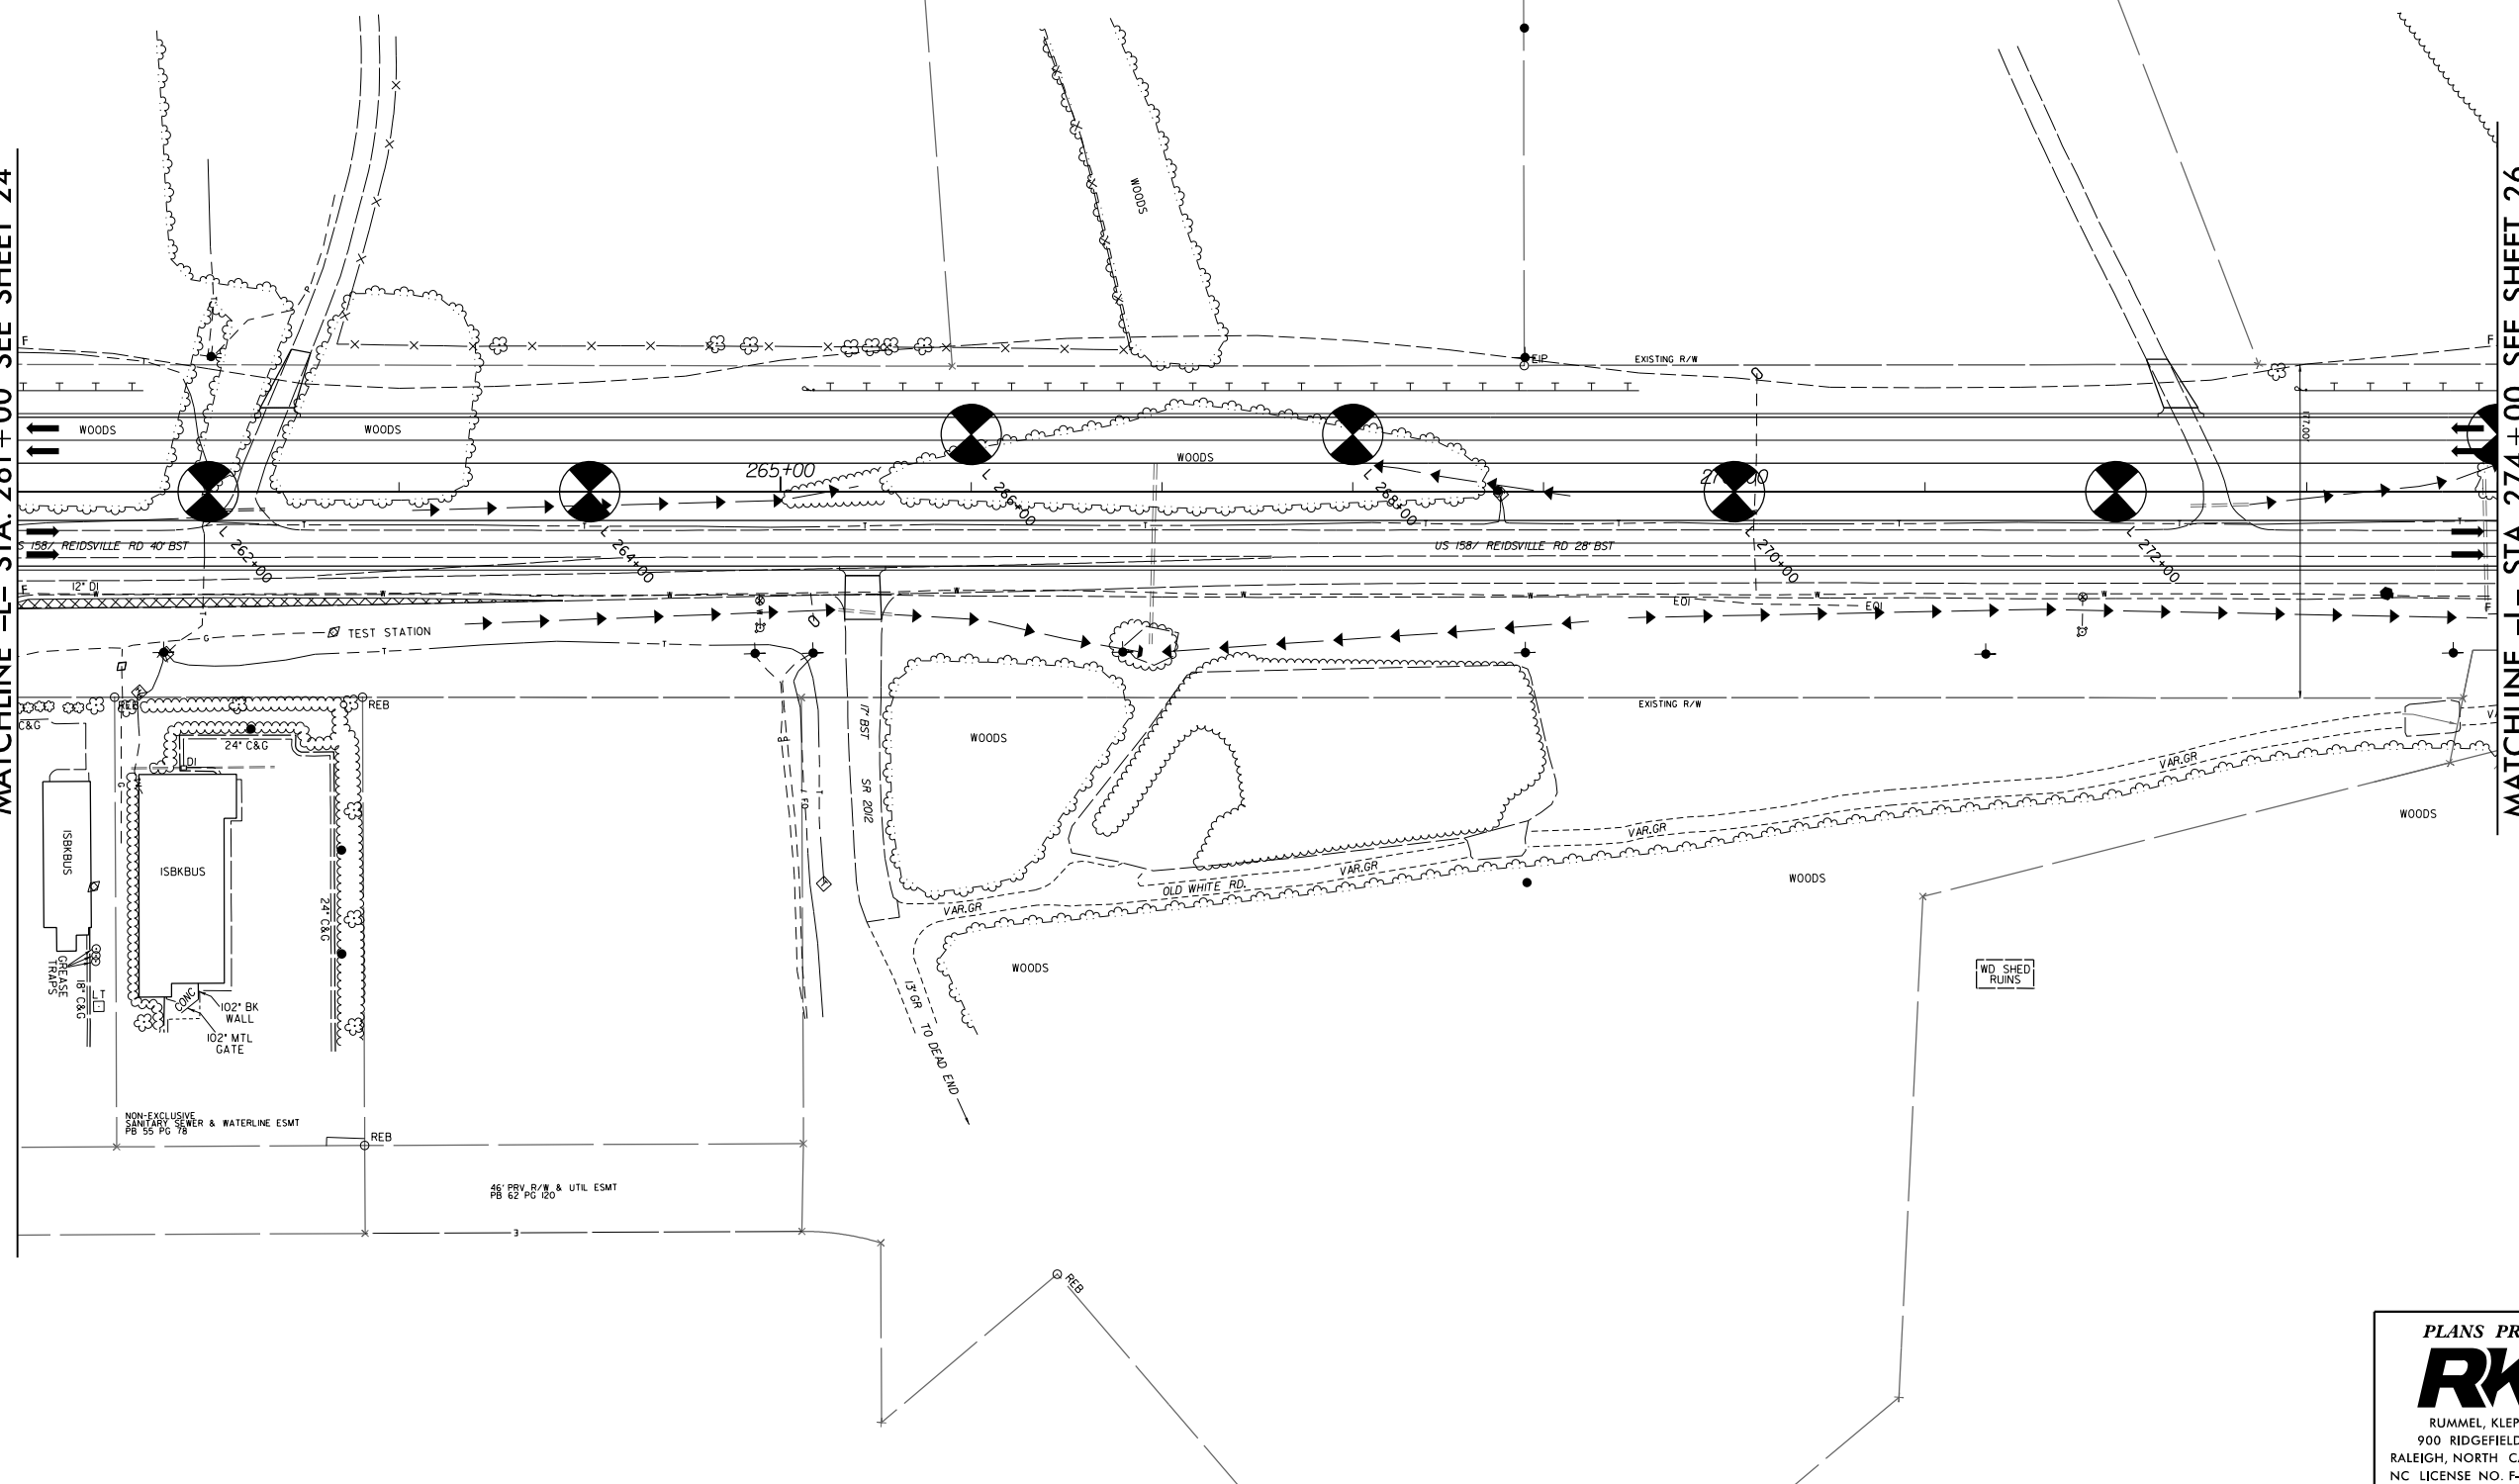 MATCHLINE -L- STA. 261+00 SEE SHEET 24
MATCHLINE -L- STA 274+00 SEE SHEET 26
WOODS
F
EIP
EXISTING R/W
F
P
T T T T
WOODS
WOODS
WOODS
265+00
177.00
L 262+00
L 264+00
L 266+00
L 268+00
L 270+00
L 272+00
S 158/ REIDSVILLE RD 40' BST
US 158/ REIDSVILLE RD 28' BST
F
12" DI
EOI
EOI
F
TEST STATION
G
T
T
REB
REB
EXISTING R/W
C&G
24" C&G
DI
WOODS
17' BST
SR 2012
FO
VAR.GR
VAR.GR
VAR.GR
OLD WHITE RD.
VAR.GR
WOODS
WOODS
WOODS
ISBKBUS
ISBKBUS
24" C&G
GREASE
TRAPS
18" C&G
LT
CONC
102" BK
WALL
102" MTL
GATE
13' GR
TO DEAD END
WD SHED
RUINS
NON-EXCLUSIVE
SANITARY SEWER & WATERLINE ESMT
PB 55 PG 78
REB
46' PRV R/W & UTIL ESMT
PB 62 PG 120
E
REB
PLANS PR
RK
RUMMEL, KLEP
900 RIDGEFIELD
RALEIGH, NORTH C
NC LICENSE NO. F-